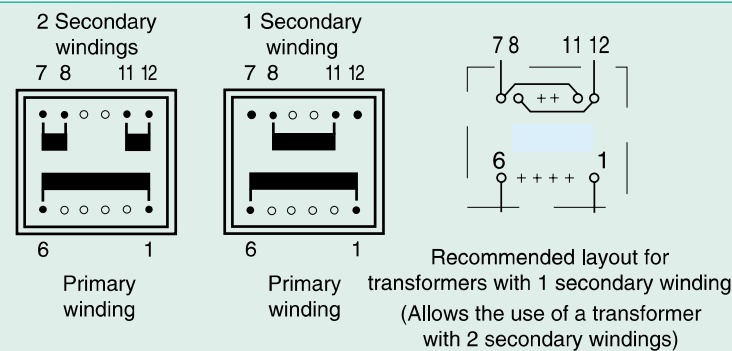 2 Secondary
windings
7 8 11 12
6 1
Primary
winding
1 Secondary
winding
7 8 11 12
6 1
Primary
winding
7 8 11 12
++
6 1
++++
Recommended layout for
transformers with 1 secondary winding
(Allows the use of a transformer
with 2 secondary windings)